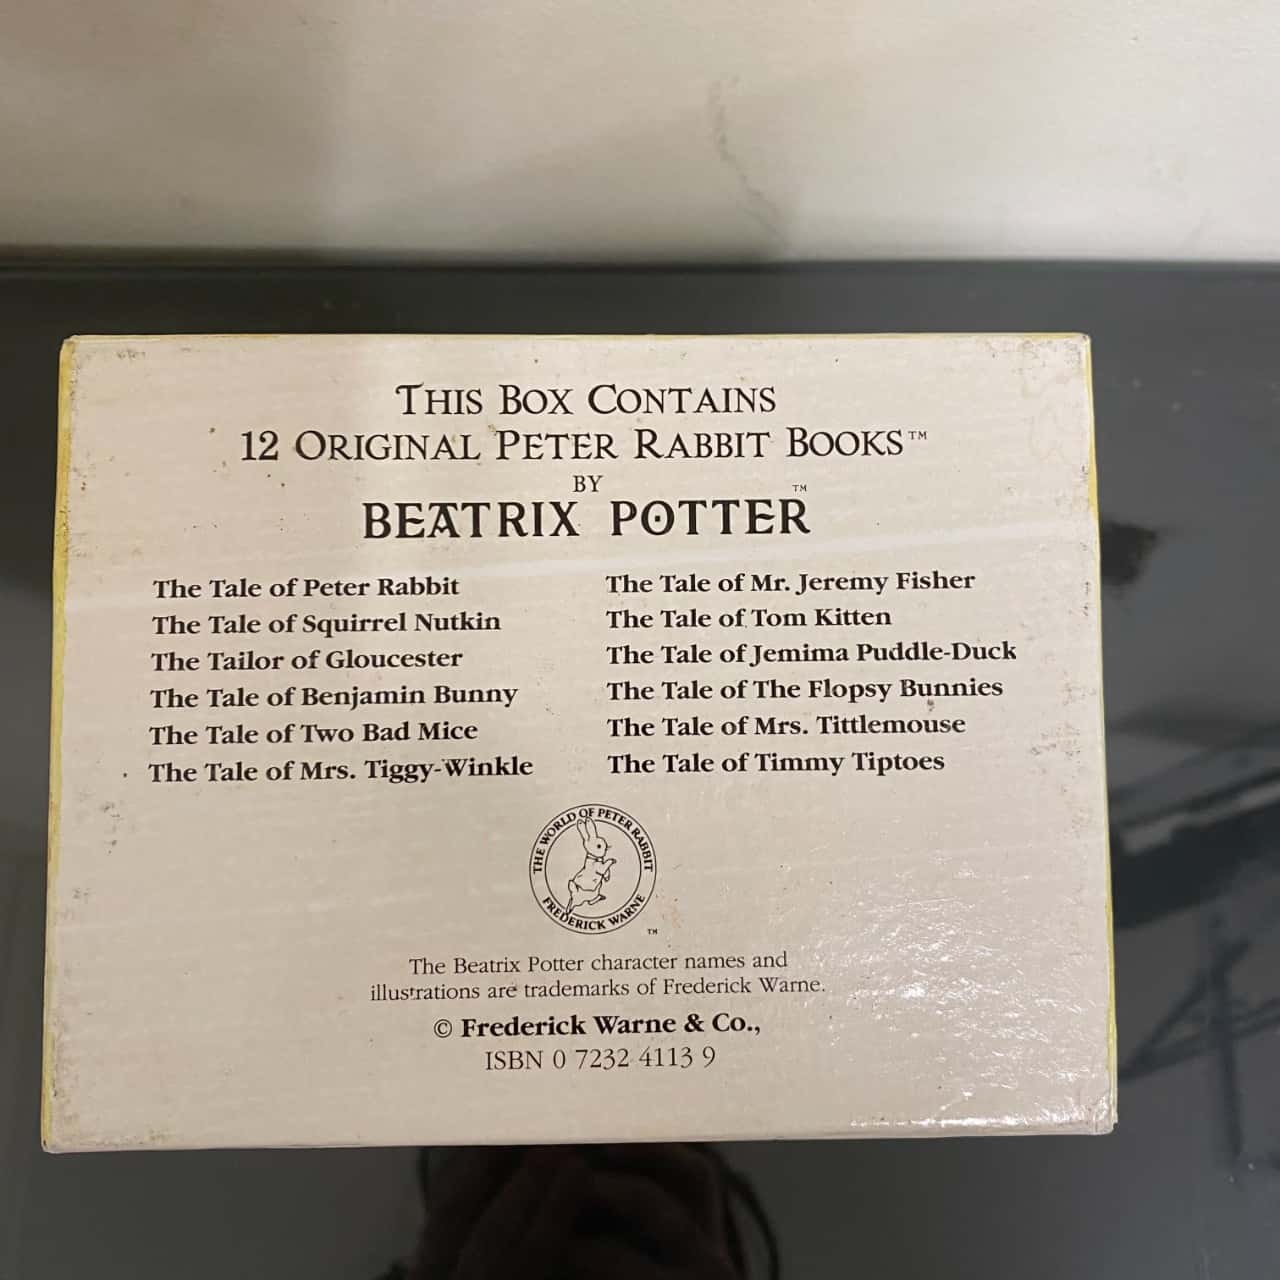 THIS BOX CONTAINS
12 ORIGINAL PETER RABBIT BOOKS™
BY
BEATRIX POTTER™
The Tale of Peter Rabbit
The Tale of Squirrel Nutkin
The Tailor of Gloucester
The Tale of Benjamin Bunny
The Tale of Two Bad Mice
The Tale of Mrs. Tiggy-Winkle
The Tale of Mr. Jeremy Fisher
The Tale of Tom Kitten
The Tale of Jemima Puddle-Duck
The Tale of The Flopsy Bunnies
The Tale of Mrs. Tittlemouse
The Tale of Timmy Tiptoes
THE WORLD OF PETER RABBIT
FREDERICK WARNE
™
The Beatrix Potter character names and
illustrations are trademarks of Frederick Warne.
© Frederick Warne & Co.,
ISBN 0 7232 4113 9